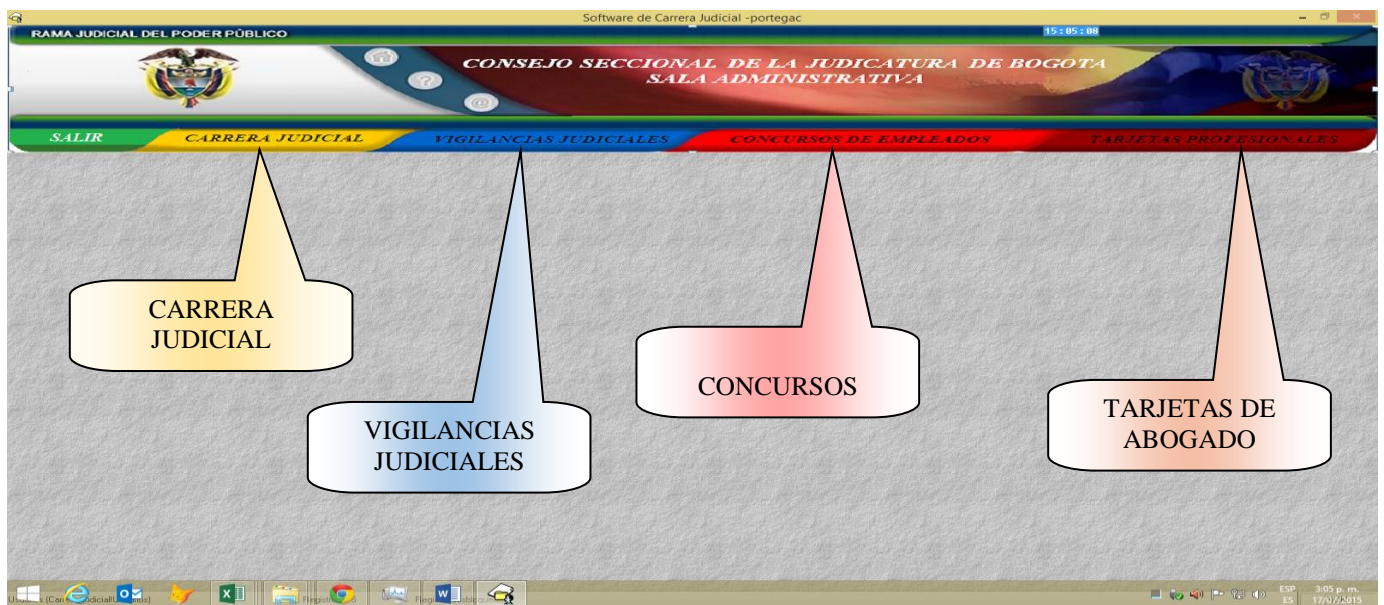 Software de Carrera Judicial -portegac
RAMA JUDICIAL DEL PODER PÚBLICO
15:05:08
CONSEJO SECCIONAL DE LA JUDICATURA DE BOGOTA
SALA ADMINISTRATIVA
SALIR
CARRERA JUDICIAL
VIGILANCIAS JUDICIALES
CONCURSOS DE EMPLEADOS
TARJETAS PROFESIONALES
CARRERA
JUDICIAL
VIGILANCIAS
JUDICIALES
CONCURSOS
TARJETAS DE
ABOGADO
ESP
ES
3:05 p. m.
17/07/2015